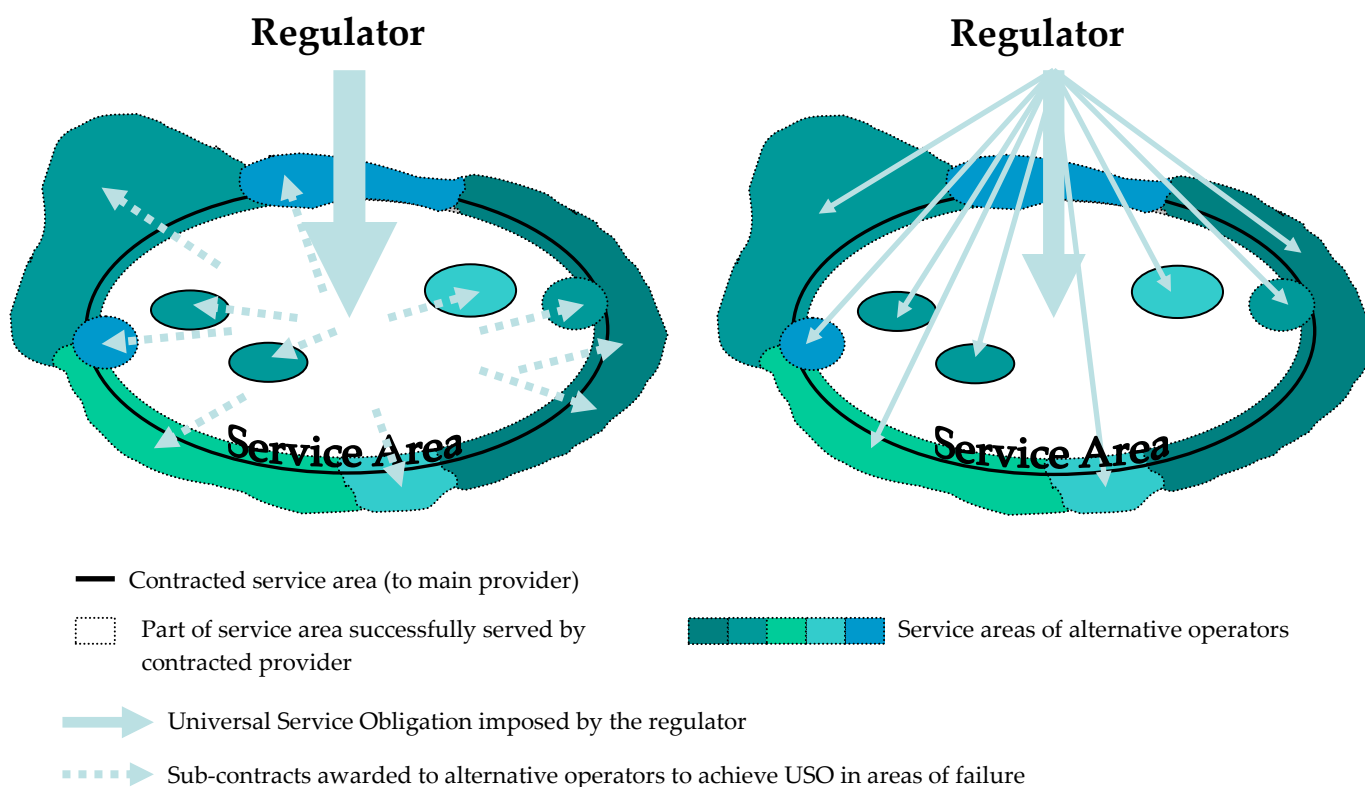 Regulator
Regulator
Service Area
Service Area
Contracted service area (to main provider)
Part of service area successfully served by
contracted provider
Service areas of alternative operators
Universal Service Obligation imposed by the regulator
Sub-contracts awarded to alternative operators to achieve USO in areas of failure